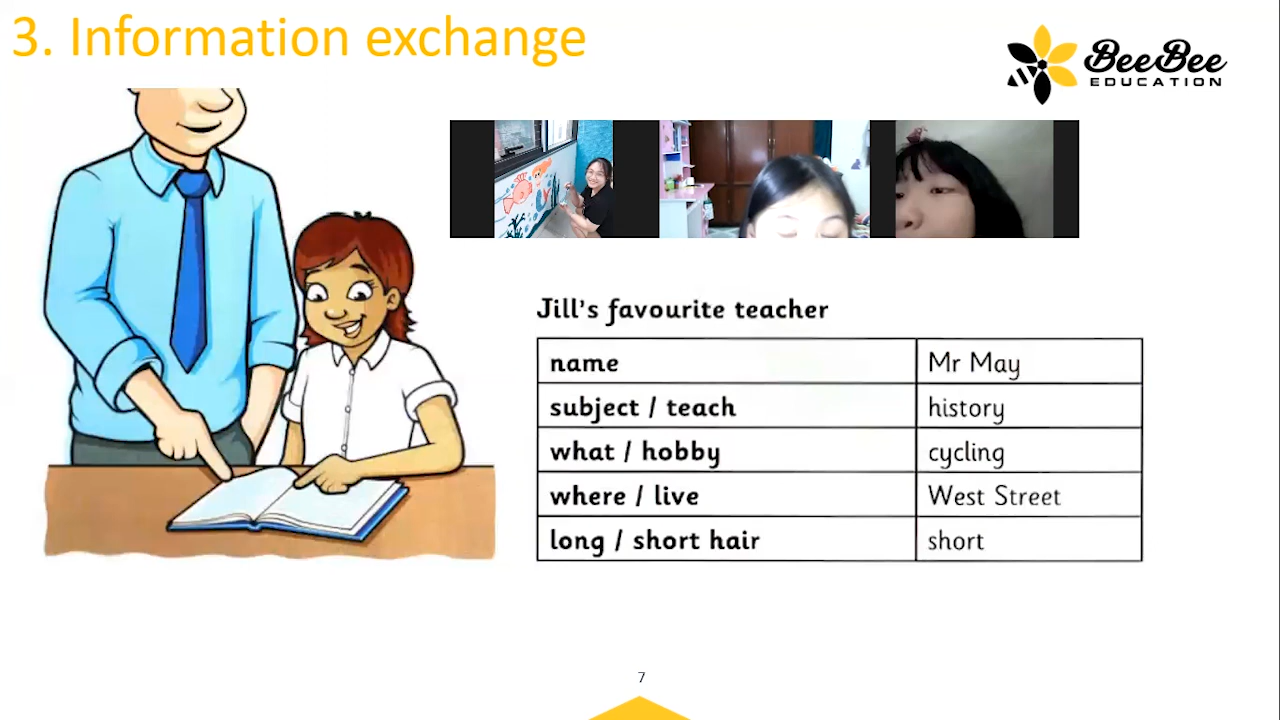 3. Information exchange
BeeBee
EDUCATION
Jill's favourite teacher
name Mr May
subject / teach history
what / hobby cycling
where / live West Street
long / short hair short
7